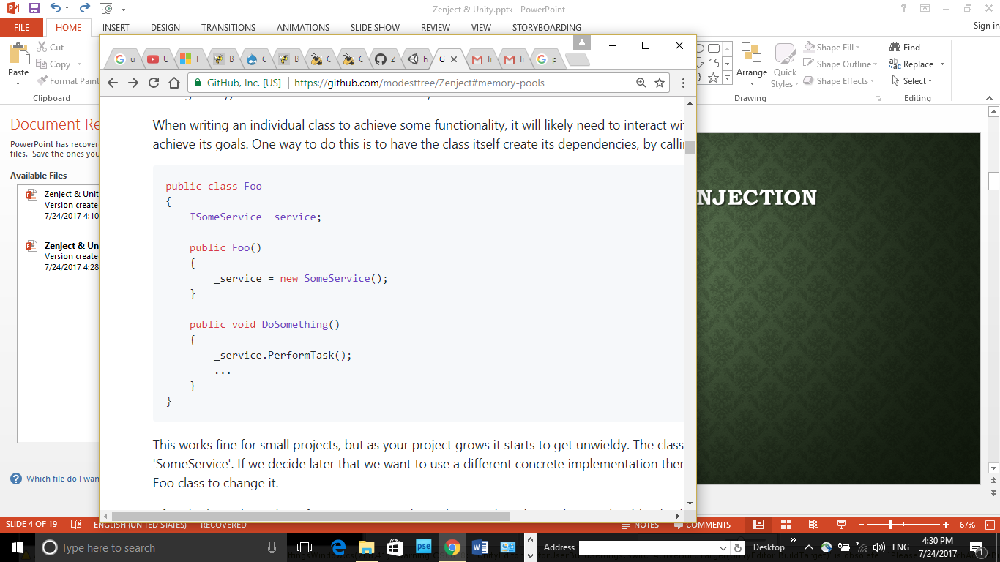 Zenject & Unity.pptx - PowerPoint
FILE HOME INSERT DESIGN TRANSITIONS ANIMATIONS SLIDE SHOW REVIEW VIEW STORYBOARDING Sign in
Paste
Cut
Copy
Format Paint
Clipboard
Arrange
Quick Styles
Shape Fill
Shape Outline
Shape Effects
Drawing
Find
Replace
Select
Editing
Document Re
PowerPoint has recover
files. Save the ones you
Available Files
Zenject & Unit
Version create
7/24/2017 4:10
Zenject & Un
Version create
7/24/2017 4:28
Which file do I wan
GitHub, Inc. [US] https://github.com/modesttree/Zenject#memory-pools
When writing an individual class to achieve some functionality, it will likely need to interact wit
achieve its goals. One way to do this is to have the class itself create its dependencies, by callin
public class Foo
{
ISomeService _service;
public Foo()
{
_service = new SomeService();
}
public void DoSomething()
{
_service.PerformTask();
...
}
}
This works fine for small projects, but as your project grows it starts to get unwieldy. The class
'SomeService'. If we decide later that we want to use a different concrete implementation then
Foo class to change it.
NJECTION
SLIDE 4 OF 19 ENGLISH (UNITED STATES) RECOVERED NOTES COMMENTS 67%
Type here to search
pse
Address
Desktop
ENG
4:30 PM
7/24/2017
1